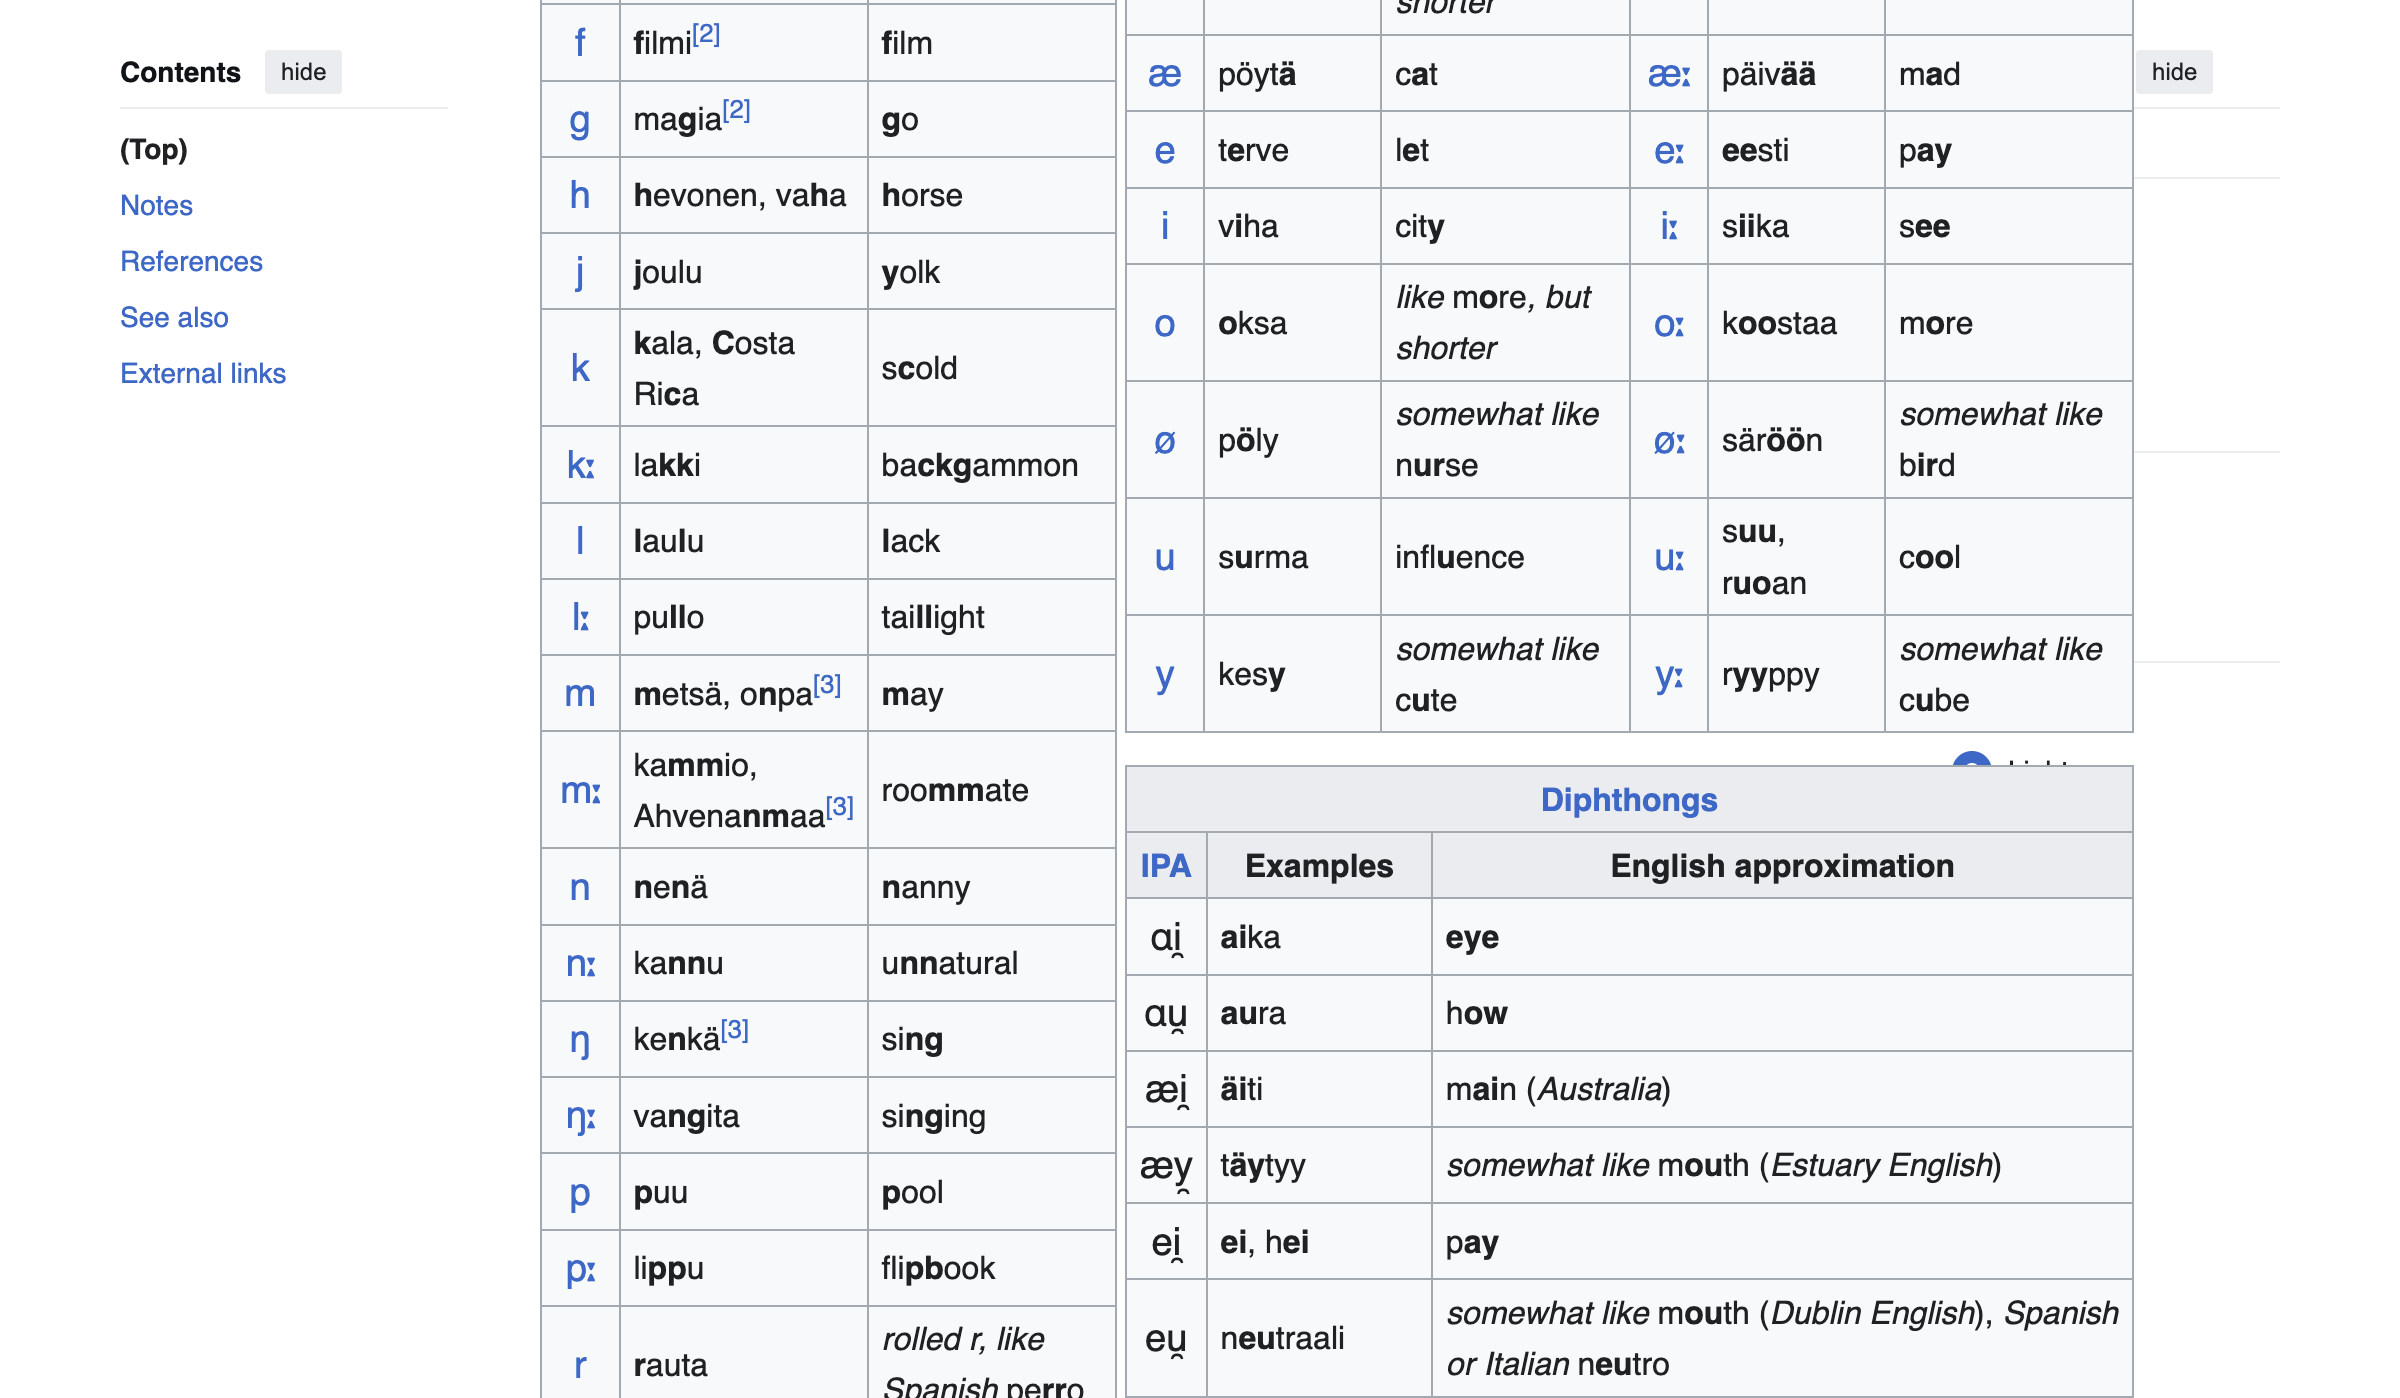 Contents hide
(Top)
Notes
References
See also
External links
f filmi[2] film
g magia[2] go
h hevonen, vaha horse
j joulu yolk
k kala, Costa Rica scold
kː lakki backgammon
l laulu lack
lː pullo taillight
m metsä, onpa[3] may
mː kammio, Ahvenanmaa[3] roommate
n nenä nanny
nː kannu unnatural
ŋ kenkä[3] sing
ŋː vangita singing
p puu pool
pː lippu flipbook
r rauta rolled r, like Spanish perro
shorter
æ pöytä cat æː päivää mad
e terve let eː eesti pay
i viha city iː siika see
o oksa like more, but shorter oː koostaa more
ø pöly somewhat like nurse øː säröön somewhat like bird
u surma influence uː suu, ruoan cool
y kesy somewhat like cute yː ryyppy somewhat like cube
Diphthongs
IPA Examples English approximation
ɑi̯ aika eye
ɑu̯ aura how
æi̯ äiti main (Australia)
æy̯ täytyy somewhat like mouth (Estuary English)
ei̯ ei, hei pay
eu̯ neutraali somewhat like mouth (Dublin English), Spanish or Italian neutro
hide